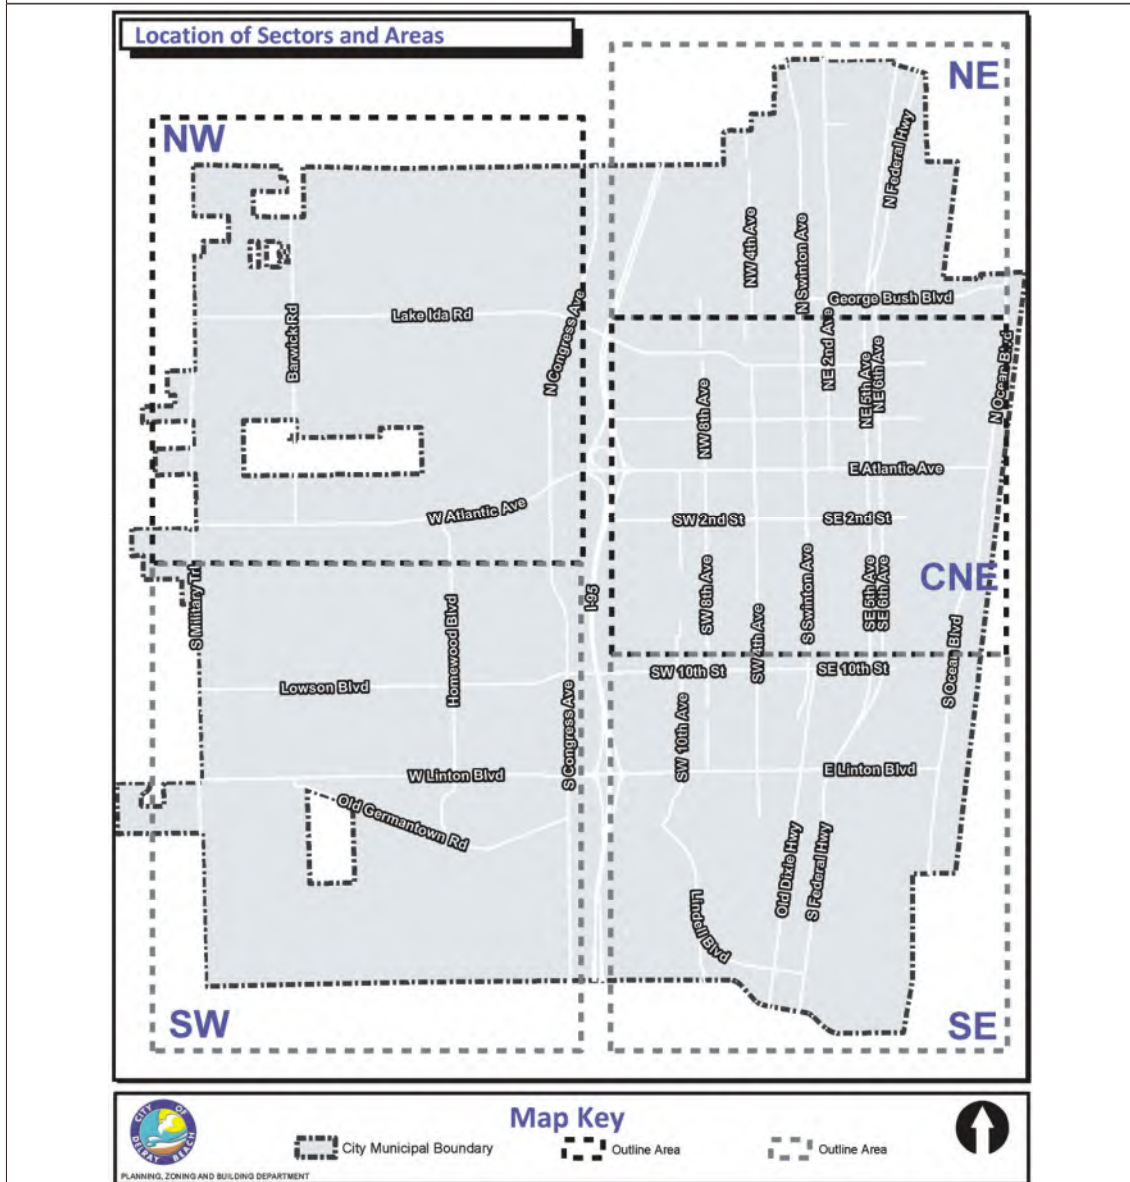 Location of Sectors and Areas
NE
NW
N Federal Hwy
NW 4th Ave
N Swinton Ave
George Bush Blvd
Lake Ida Rd
N Congress Ave
Barwick Rd
NE 2nd Ave
NE 5th Ave
NE 6th Ave
N Ocean Blvd
NW 8th Ave
E Atlantic Ave
W Atlantic Ave
SW 2nd St
SE 2nd St
CNE
S Military Trl
Homewood Blvd
I-95
SW 8th Ave
SW 4th Ave
S Swinton Ave
SE 5th Ave
SE 6th Ave
S Ocean Blvd
Lowson Blvd
SW 10th St
SE 10th St
S Congress Ave
SW 10th Ave
W Linton Blvd
E Linton Blvd
Old Germantown Rd
Old Dixie Hwy
S Federal Hwy
Lindell Blvd
SW
SE
Map Key
CITY OF
DELRAY BEACH
City Municipal Boundary
Outline Area
Outline Area
PLANNING, ZONING AND BUILDING DEPARTMENT